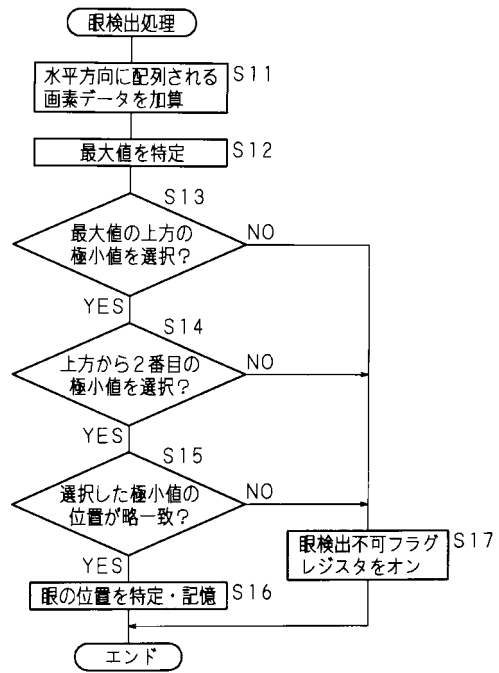 眼検出処理
水平方向に配列される
画素データを加算
S11
最大値を特定
S12
S13
最大値の上方の
極小値を選択?
NO
YES
S14
上方から2番目の
極小値を選択?
NO
YES
S15
選択した極小値の
位置が略一致?
NO
YES
眼検出不可フラグ
レジスタをオン
S17
眼の位置を特定・記憶
S16
エンド